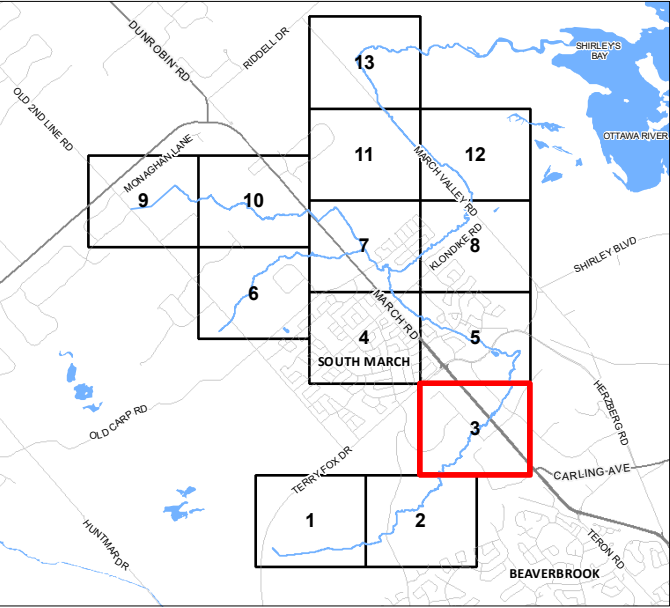 DUNROBIN RD
RIDDELL DR
SHIRLEY'S
BAY
13
OLD 2ND LINE RD
OTTAWA RIVER
MONAGHAN LANE
11
12
MARCH VALLEY RD
9
10
7
8
KLONDIKE RD
SHIRLEY BLVD
6
MARCH RD
4
5
SOUTH MARCH
OLD CARP RD
HERZBERG RD
3
TERRY FOX DR
CARLING AVE
1
2
HUNTMAR DR
TERON RD
BEAVERBROOK